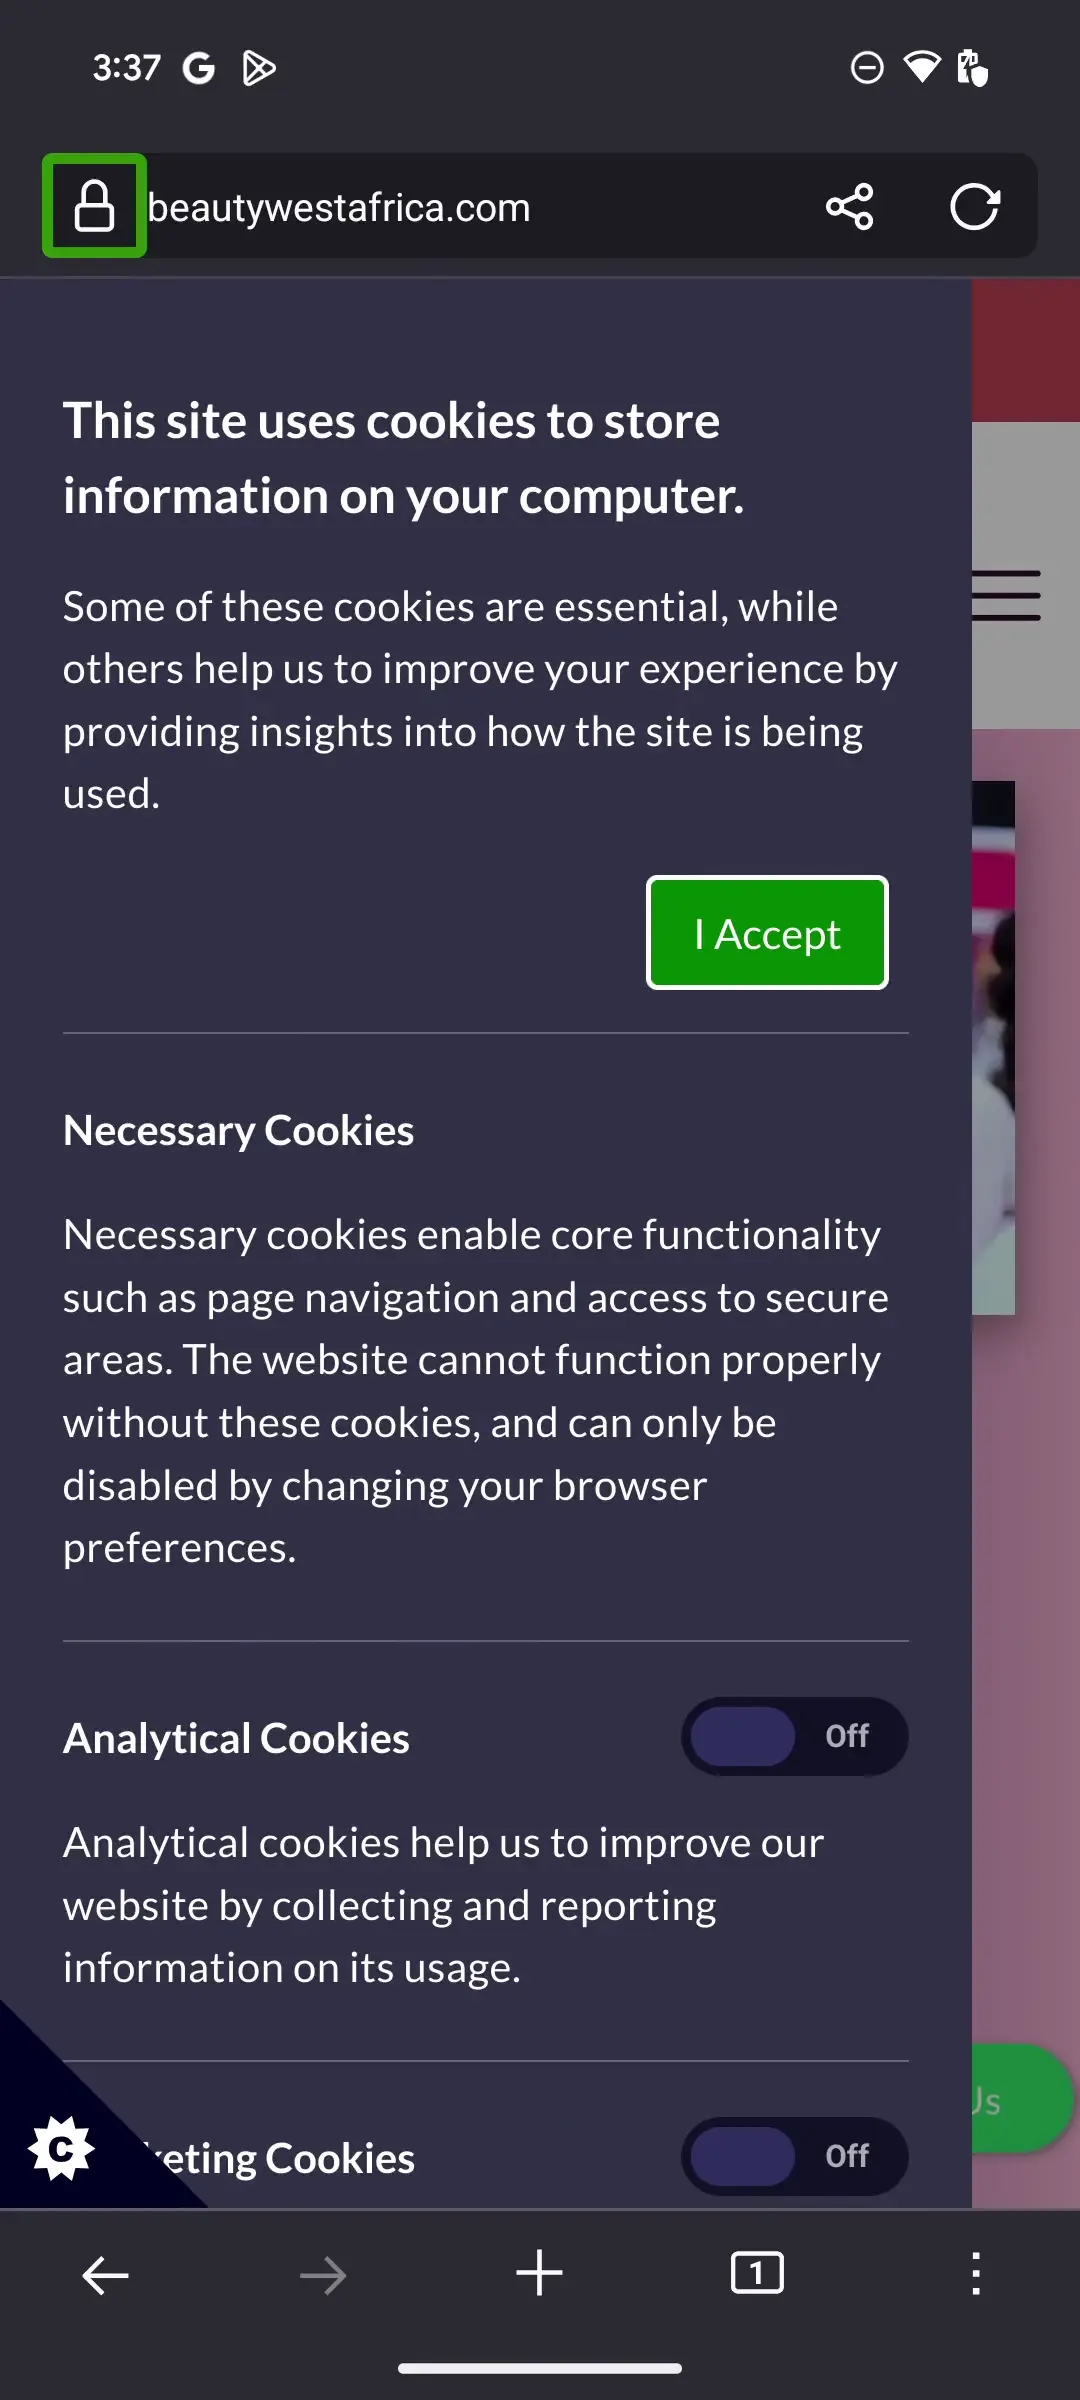 3:37
beautywestafrica.com
This site uses cookies to store
information on your computer.
Some of these cookies are essential, while
others help us to improve your experience by
providing insights into how the site is being
used.
I Accept
Necessary Cookies
Necessary cookies enable core functionality
such as page navigation and access to secure
areas. The website cannot function properly
without these cookies, and can only be
disabled by changing your browser
preferences.
Analytical Cookies
Off
Analytical cookies help us to improve our
website by collecting and reporting
information on its usage.
keting Cookies
Off
Us
C
1